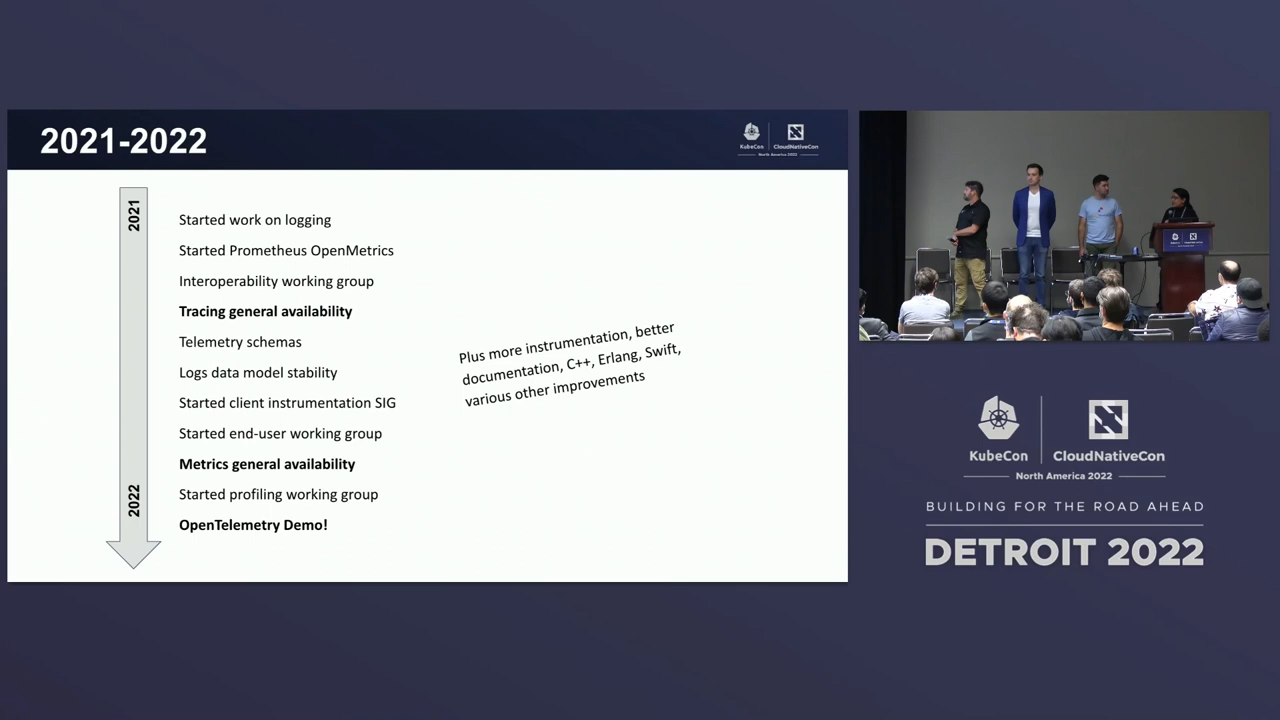 2021-2022
KubeCon
CloudNativeCon
North America 2022
2021
Started work on logging
Started Prometheus OpenMetrics
Interoperability working group
Tracing general availability
Telemetry schemas
Logs data model stability
Started client instrumentation SIG
Started end-user working group
Metrics general availability
Started profiling working group
OpenTelemetry Demo!
2022
Plus more instrumentation, better
documentation, C++, Erlang, Swift,
various other improvements
KubeCon
CloudNativeCon
North America 2022
BUILDING FOR THE ROAD AHEAD
DETROIT 2022